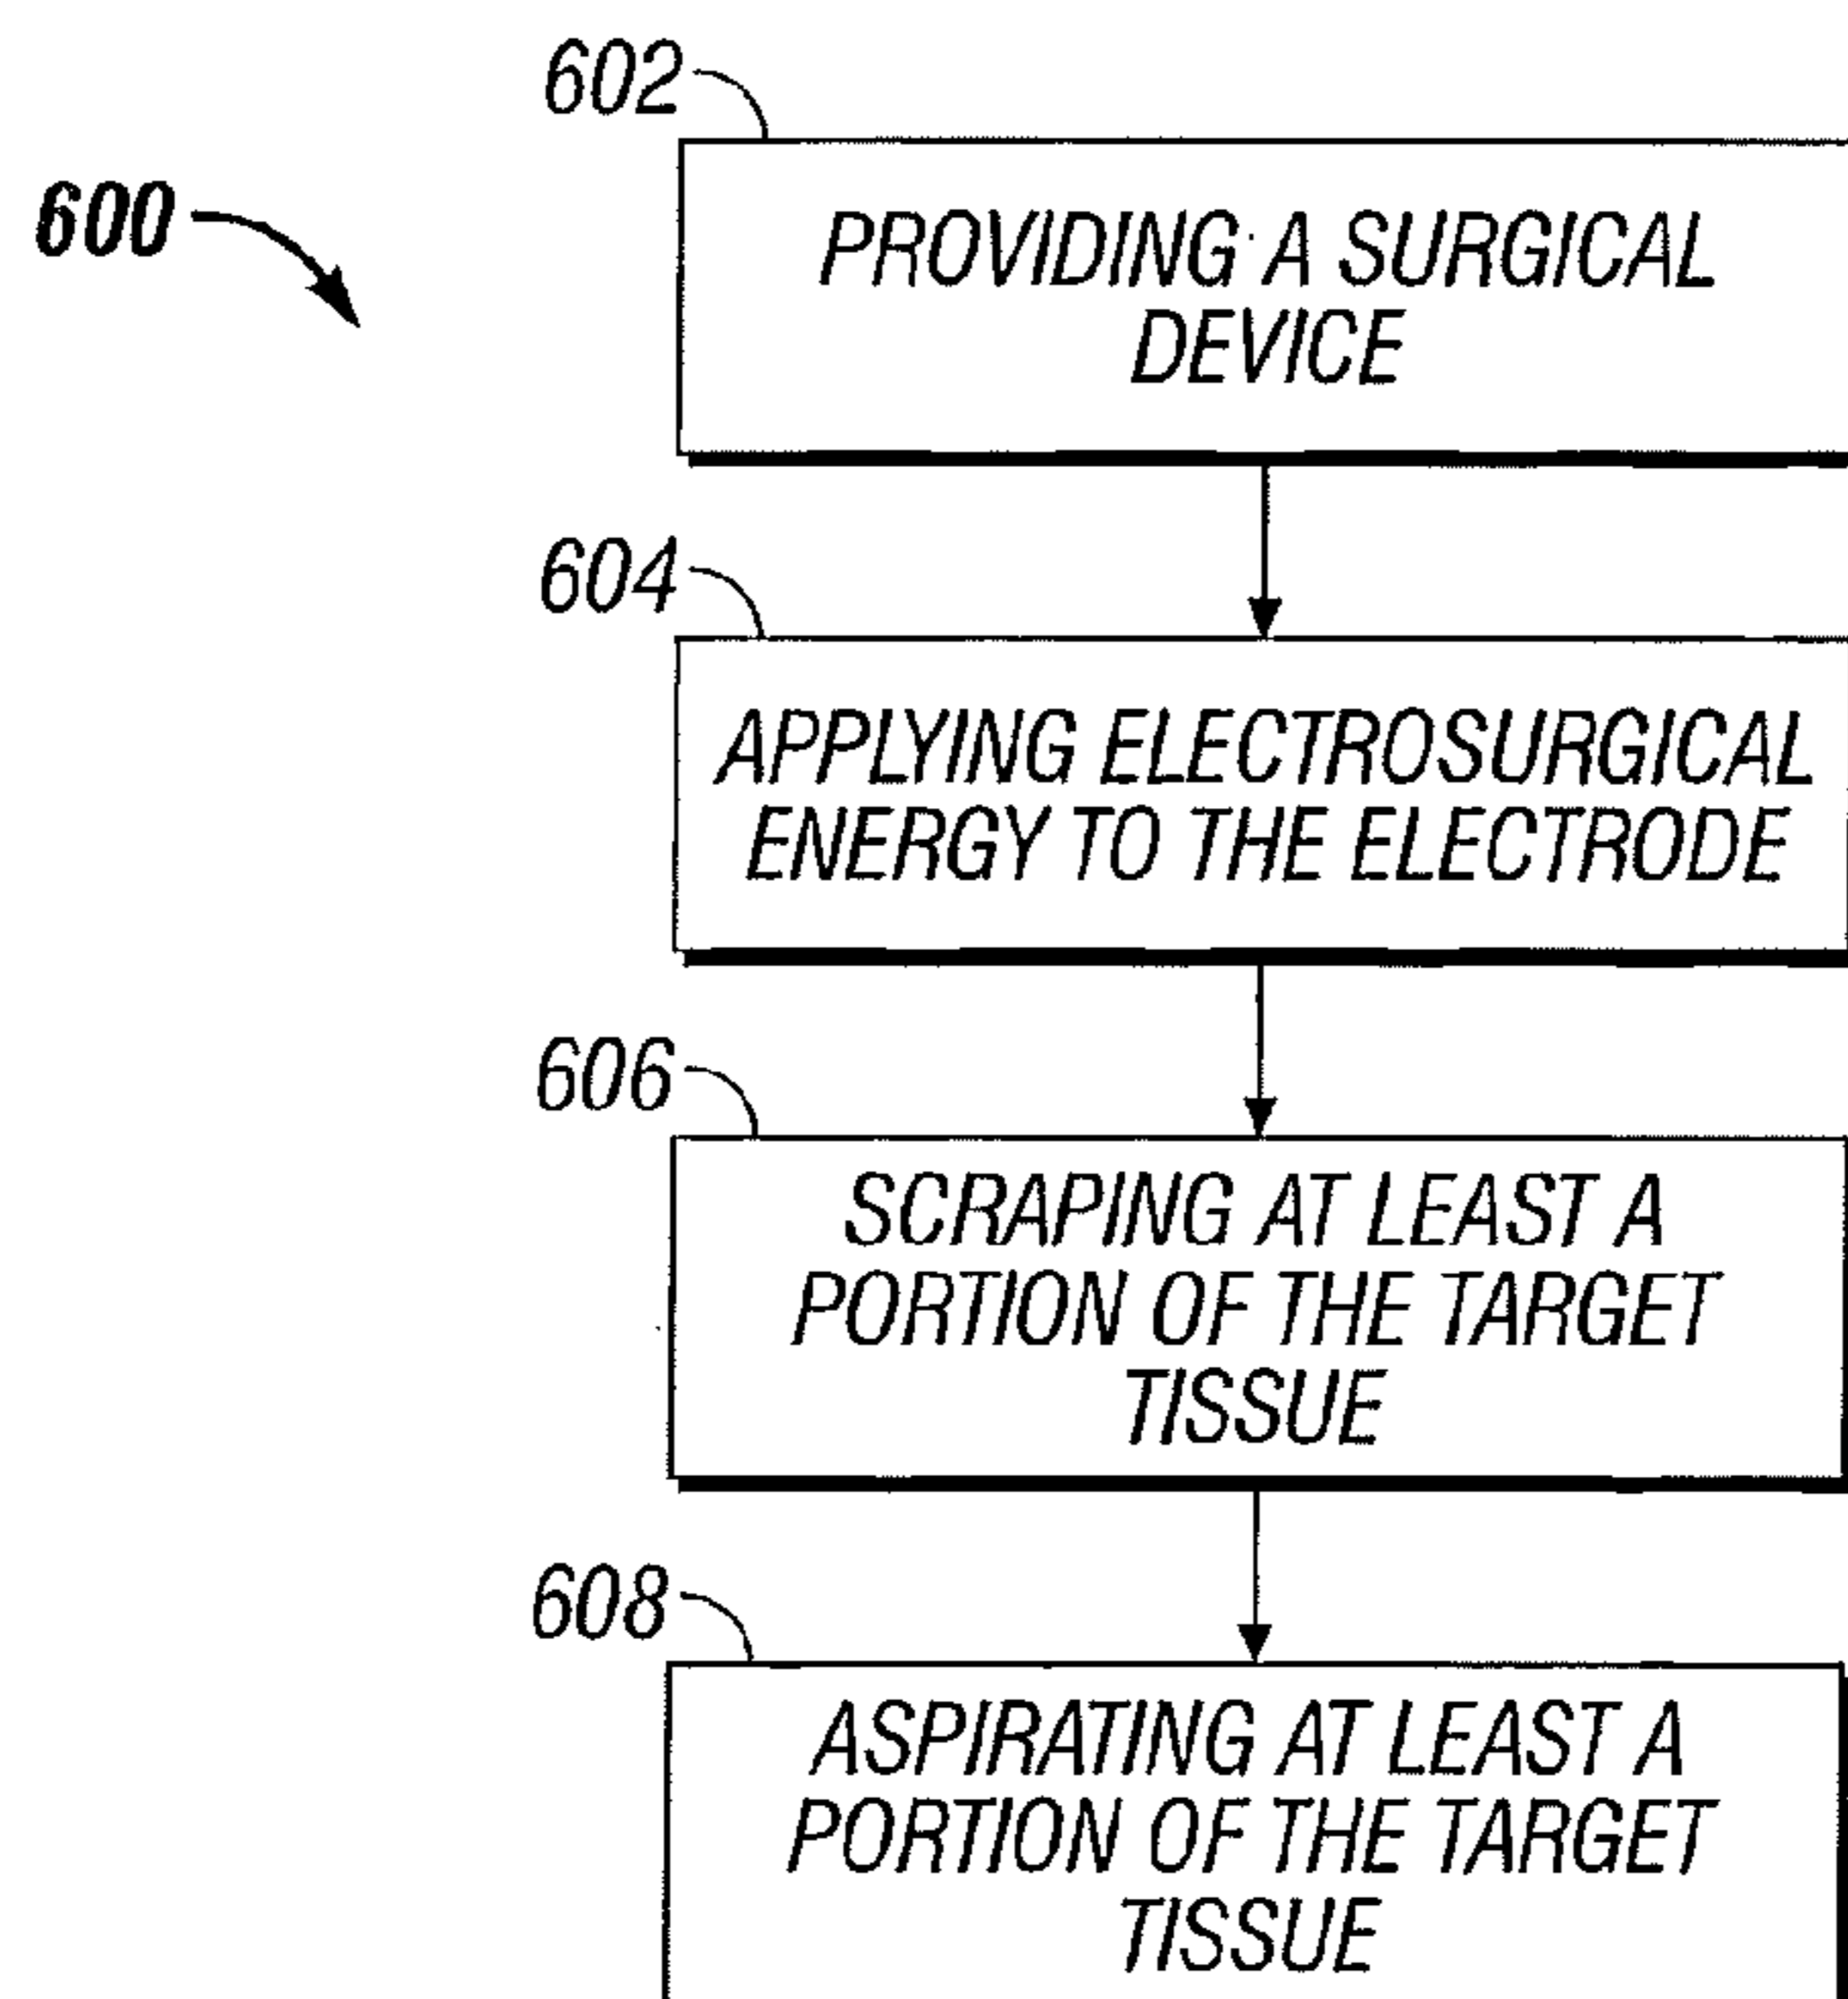 602
600
PROVIDING A SURGICAL
DEVICE
604
APPLYING ELECTROSURGICAL
ENERGY TO THE ELECTRODE
606
SCRAPING AT LEAST A
PORTION OF THE TARGET
TISSUE
608
ASPIRATING AT LEAST A
PORTION OF THE TARGET
TISSUE